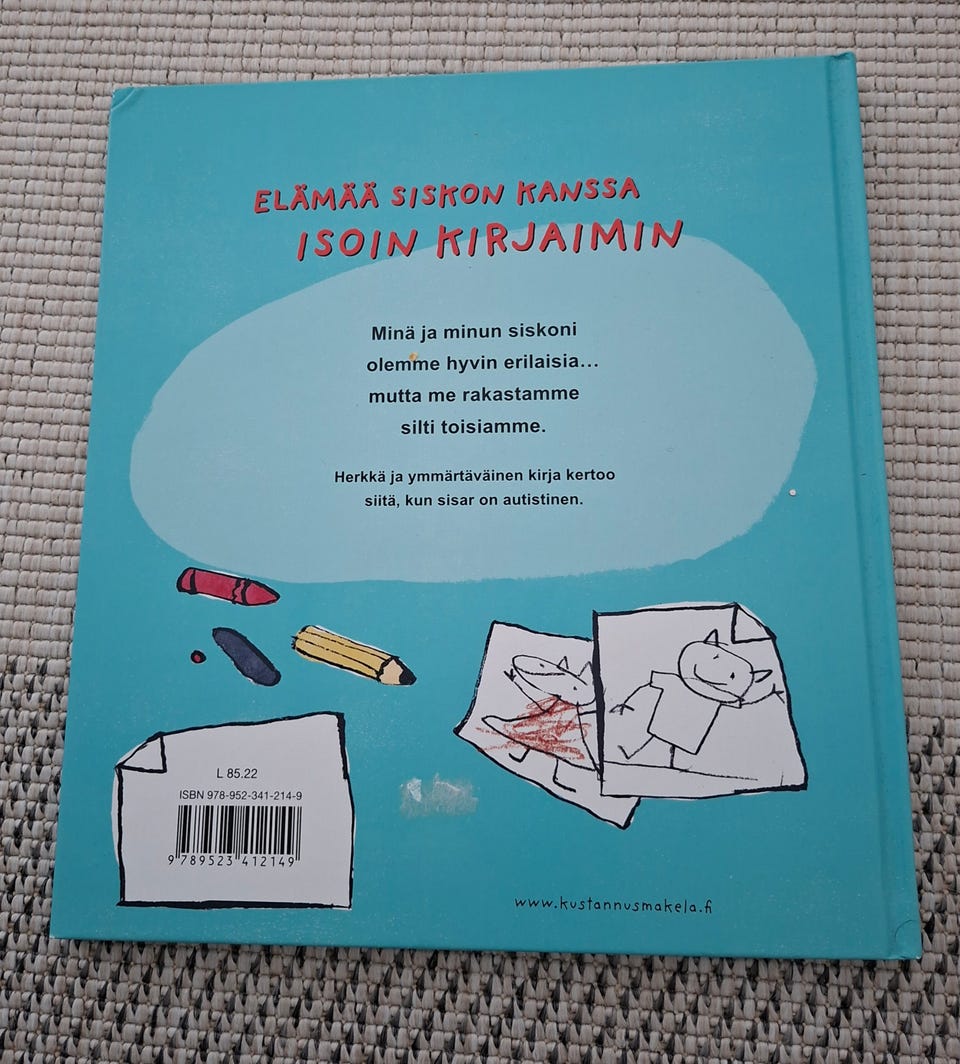 ELÄMÄÄ SISKON KANSSA
ISOIN KIRJAIMIN
Minä ja minun siskoni
olemme hyvin erilaisia...
mutta me rakastamme
silti toisiamme.
Herkkä ja ymmärtäväinen kirja kertoo
siitä, kun sisar on autistinen.
L 85.22
ISBN 978-952-341-214-9
9 789523 412149
www.kustannusmakela.fi